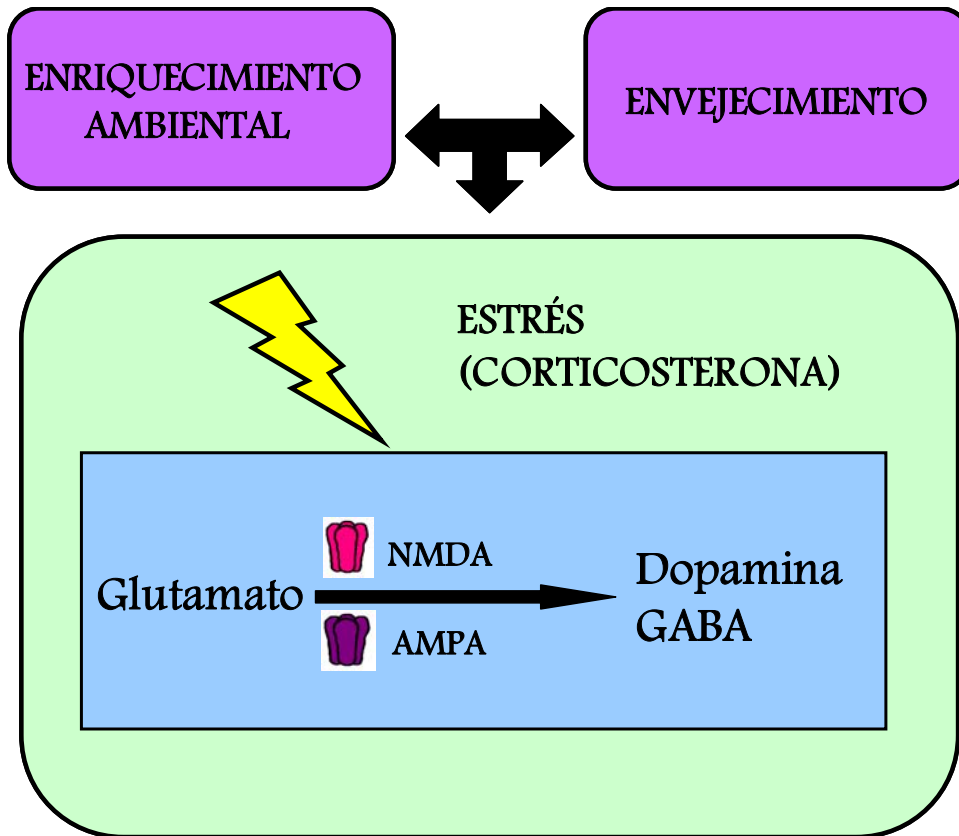 ENRIQUECIMIENTO
AMBIENTAL
ENVEJECIMIENTO
ESTRÉS
(CORTICOSTERONA)
NMDA
Glutamato
AMPA
Dopamina
GABA